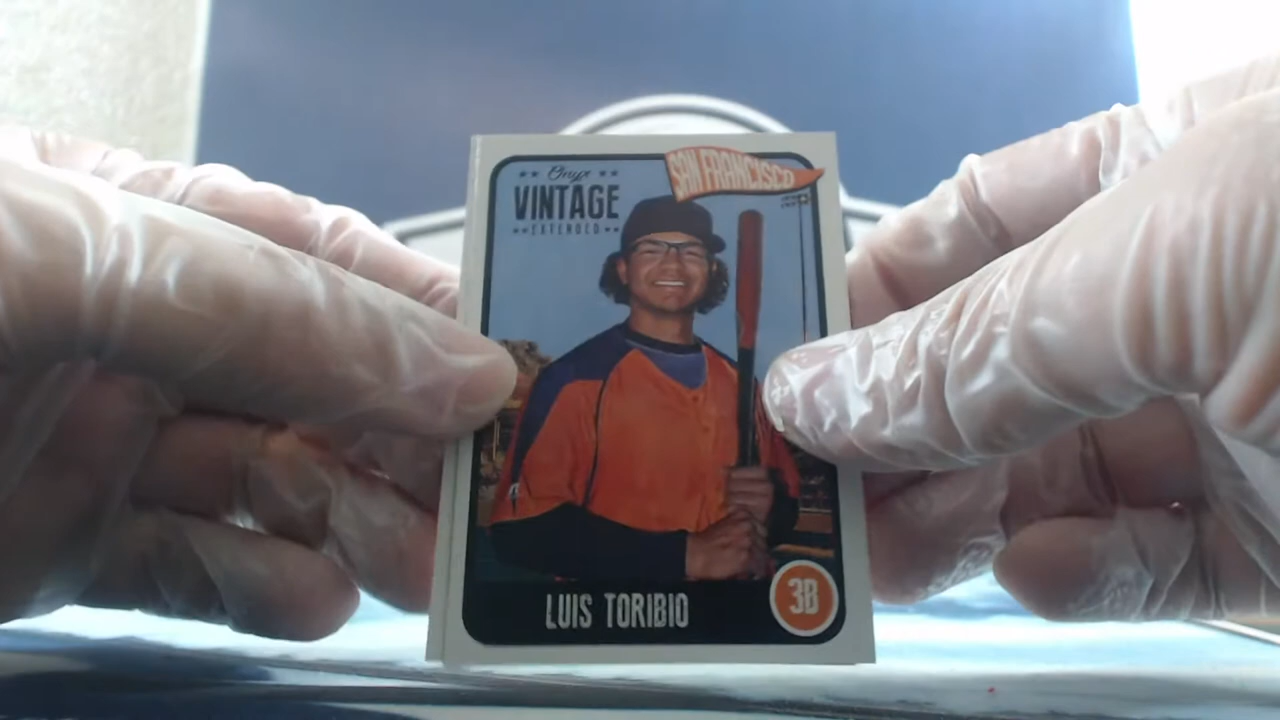 Onyx
SAN FRANCISCO
VINTAGE
EXTENDED
LUIS TORIBIO
3B